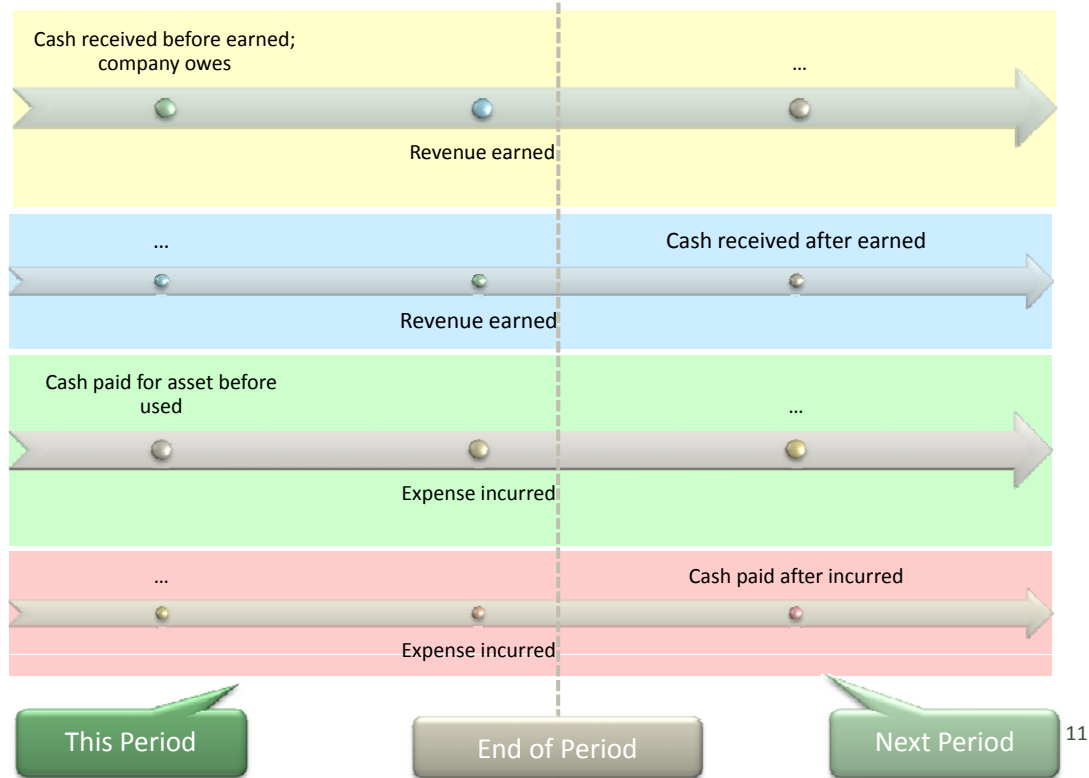 Cash received before earned;
company owes
...
Revenue earned
...
Cash received after earned
Revenue earned
Cash paid for asset before
used
...
Expense incurred
...
Cash paid after incurred
Expense incurred
This Period
End of Period
Next Period
11